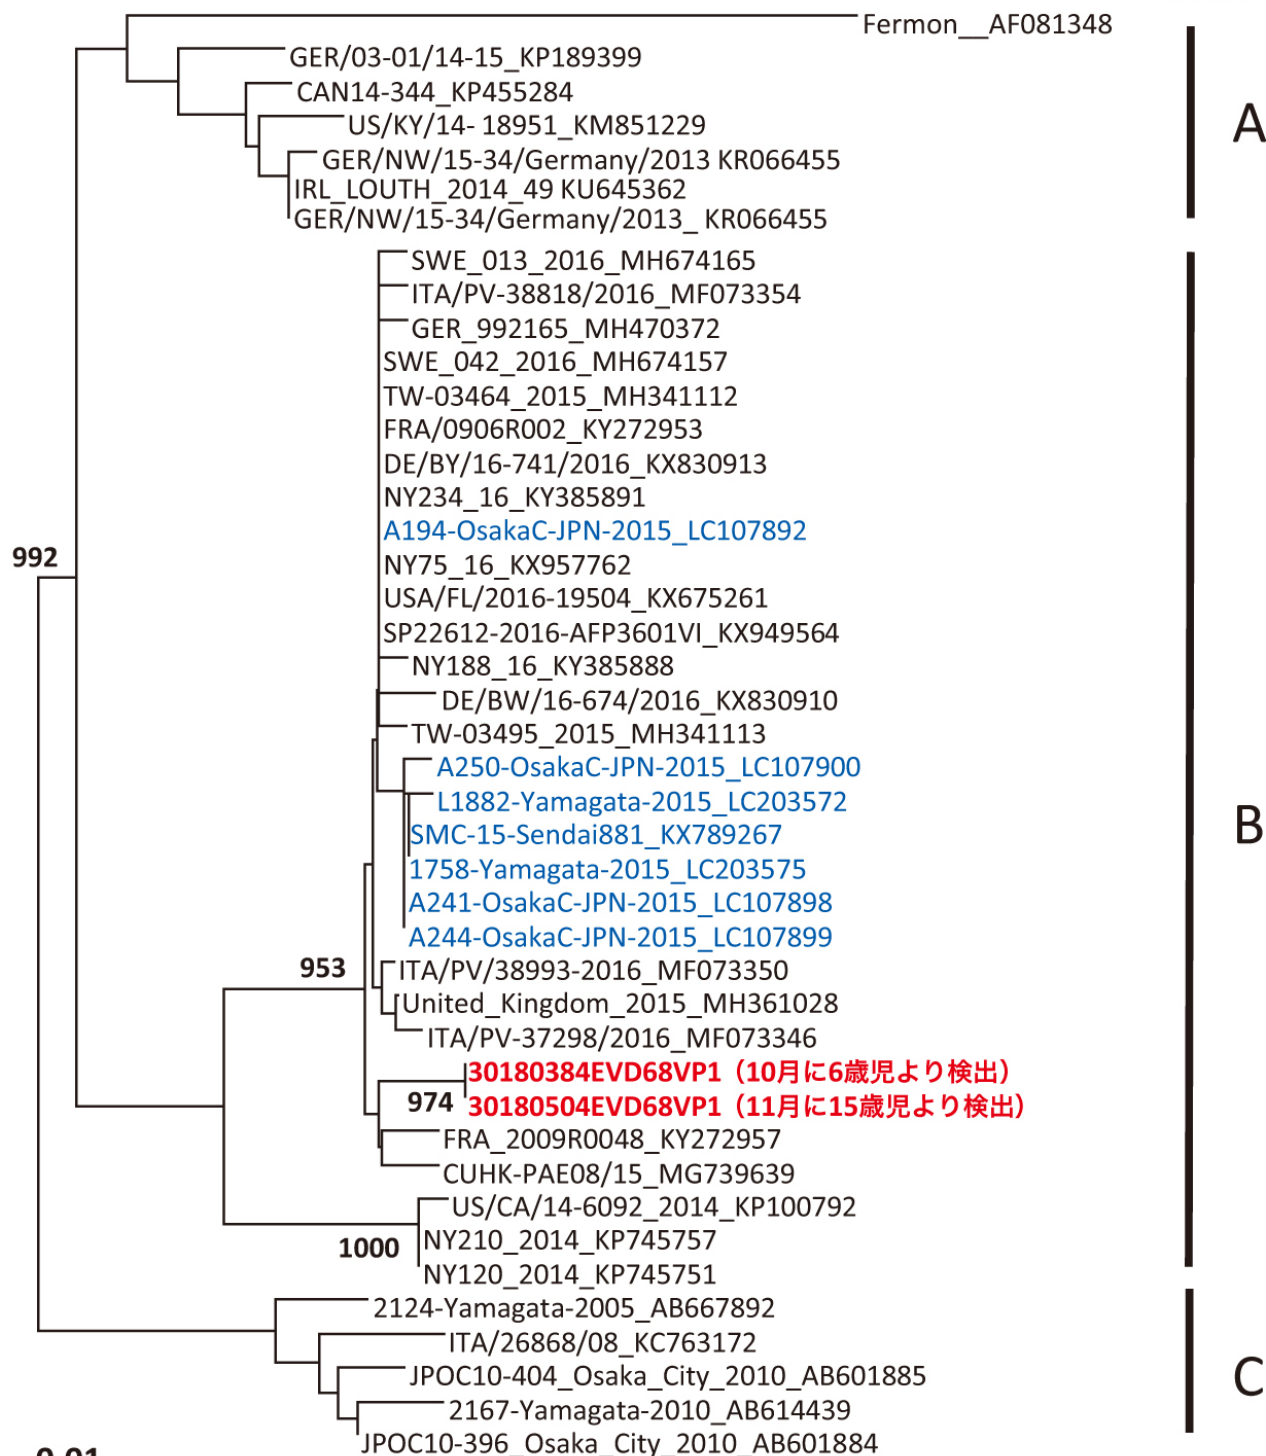 Fermon__AF081348
GER/03-01/14-15_KP189399
CAN14-344_KP455284
US/KY/14- 18951_KM851229
GER/NW/15-34/Germany/2013 KR066455
IRL_LOUTH_2014_49 KU645362
GER/NW/15-34/Germany/2013_ KR066455
A
SWE_013_2016_MH674165
ITA/PV-38818/2016_MF073354
GER_992165_MH470372
SWE_042_2016_MH674157
TW-03464_2015_MH341112
FRA/0906R002_KY272953
DE/BY/16-741/2016_KX830913
NY234_16_KY385891
A194-OsakaC-JPN-2015_LC107892
992
NY75_16_KX957762
USA/FL/2016-19504_KX675261
SP22612-2016-AFP3601VI_KX949564
NY188_16_KY385888
DE/BW/16-674/2016_KX830910
TW-03495_2015_MH341113
A250-OsakaC-JPN-2015_LC107900
L1882-Yamagata-2015_LC203572
B
SMC-15-Sendai881_KX789267
1758-Yamagata-2015_LC203575
A241-OsakaC-JPN-2015_LC107898
A244-OsakaC-JPN-2015_LC107899
953
ITA/PV/38993-2016_MF073350
United_Kingdom_2015_MH361028
ITA/PV-37298/2016_MF073346
30180384EVD68VP1（10月に6歳児より検出）
974
30180504EVD68VP1（11月に15歳児より検出）
FRA_2009R0048_KY272957
CUHK-PAE08/15_MG739639
US/CA/14-6092_2014_KP100792
1000
NY210_2014_KP745757
NY120_2014_KP745751
2124-Yamagata-2005_AB667892
ITA/26868/08_KC763172
JPOC10-404_Osaka_City_2010_AB601885
C
2167-Yamagata-2010_AB614439
JPOC10-396_Osaka_City_2010_AB601884
0.01